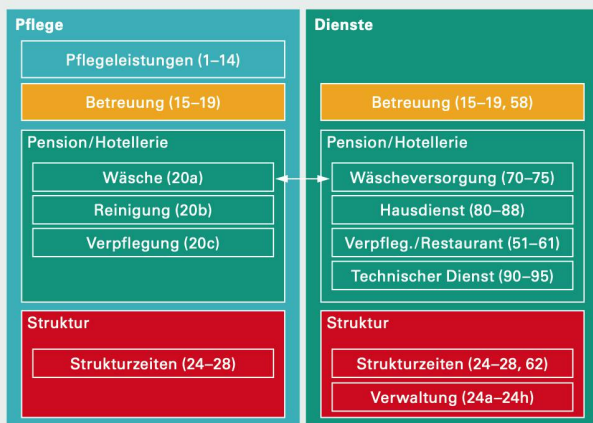 Pflege
Pflegeleistungen (1–14)
Betreuung (15–19)
Pension/Hotellerie
Wäsche (20a)
Reinigung (20b)
Verpflegung (20c)
Struktur
Strukturzeiten (24–28)
Dienste
Betreuung (15–19, 58)
Pension/Hotellerie
Wäscheversorgung (70–75)
Hausdienst (80–88)
Verpfleg./Restaurant (51–61)
Technischer Dienst (90–95)
Struktur
Strukturzeiten (24–28, 62)
Verwaltung (24a–24h)